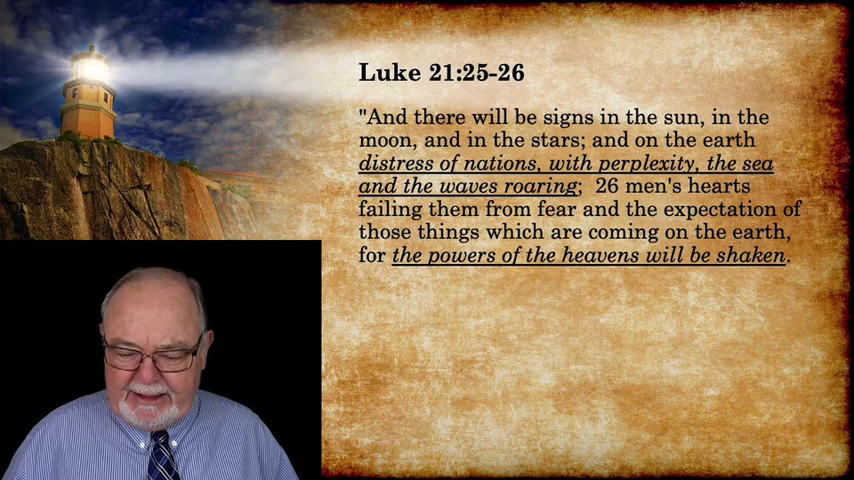 Luke 21:25-26
"And there will be signs in the sun, in the
moon, and in the stars; and on the earth
distress of nations, with perplexity, the sea
and the waves roaring;  26 men's hearts
failing them from fear and the expectation of
those things which are coming on the earth,
for the powers of the heavens will be shaken.